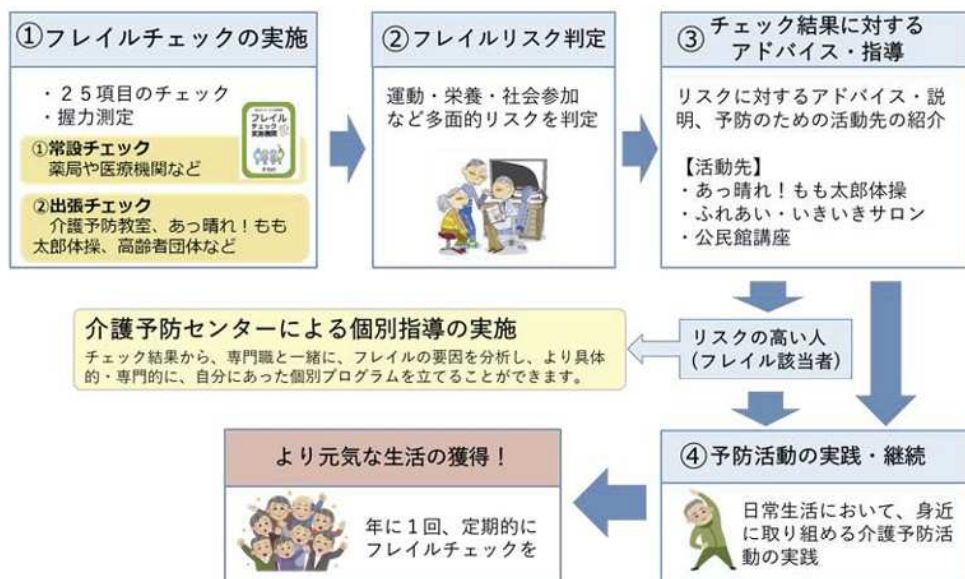 ①フレイルチェックの実施
・２５項目のチェック
・握力測定
フレイル
チェック
実施機関
①常設チェック
薬局や医療機関など
②出張チェック
介護予防教室、あっ晴れ！もも
太郎体操、高齢者団体など
②フレイルリスク判定
運動・栄養・社会参加
など多面的リスクを判定
③チェック結果に対する
アドバイス・指導
リスクに対するアドバイス・説
明、予防のための活動先の紹介
【活動先】
・あっ晴れ！もも太郎体操
・ふれあい・いきいきサロン
・公民館講座
介護予防センターによる個別指導の実施
チェック結果から、専門職と一緒に、フレイルの要因を分析し、より具体
的・専門的に、自分にあった個別プログラムを立てることができます。
リスクの高い人
(フレイル該当者)
④予防活動の実践・継続
日常生活において、身近
に取り組める介護予防活
動の実践
より元気な生活の獲得！
年に１回、定期的に
フレイルチェックを